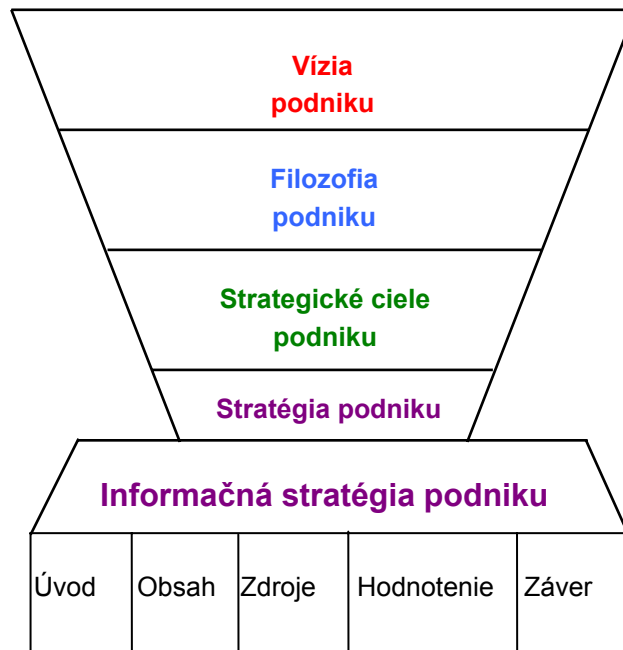 Vízia
podniku
Filozofia
podniku
Strategické ciele
podniku
Stratégia podniku
Informačná stratégia podniku
Úvod Obsah Zdroje Hodnotenie Záver